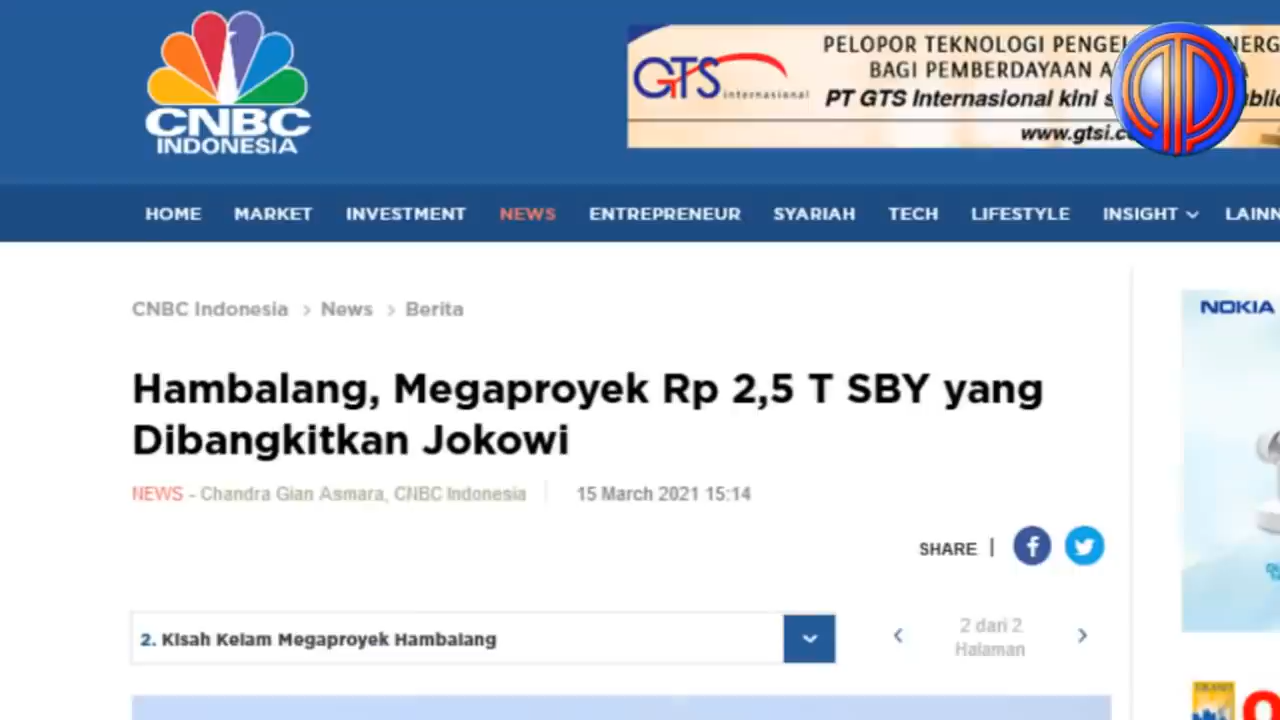 CNBC
INDONESIA
GTS
internasional
PELOPOR TEKNOLOGI
BAGI PEMBERDAYAAN
PT GTS Internasional kini
HOME MARKET INVESTMENT NEWS ENTREPRENEUR SYARIAH TECH LIFESTYLE INSIGHT
CNBC Indonesia > News > Berita
NOKIA
Hambalang, Megaproyek Rp 2,5 T SBY yang
Dibangkitkan Jokowi
NEWS - Chandra Gian Asmara, CNBC Indonesia 15 March 2021 15:14
SHARE |
2. Kisah Kelam Megaproyek Hambalang
2 dari 2
Halaman